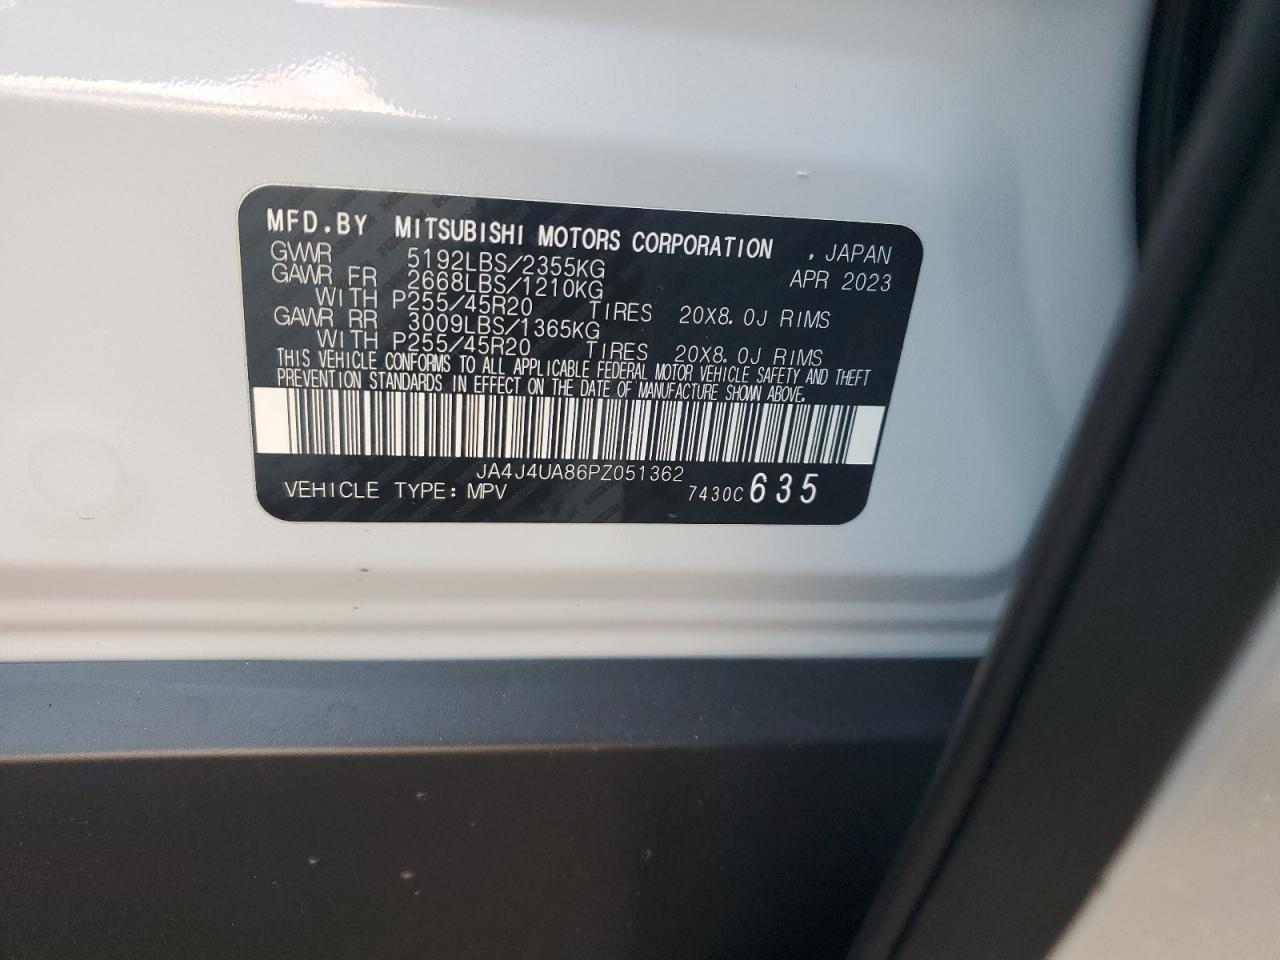 MFD.BY MITSUBISHI MOTORS CORPORATION , JAPAN
GVWR 5192LBS/2355KG APR 2023
GAWR FR 2668LBS/1210KG
WITH P255/45R20 TIRES 20X8.0J RIMS
GAWR RR 3009LBS/1365KG
WITH P255/45R20 TIRES 20X8.0J RIMS
THIS VEHICLE CONFORMS TO ALL APPLICABLE FEDERAL MOTOR VEHICLE SAFETY AND THEFT
PREVENTION STANDARDS IN EFFECT ON THE DATE OF MANUFACTURE SHOWN ABOVE.
JA4J4UA86PZ051362
VEHICLE TYPE: MPV 7430C 635